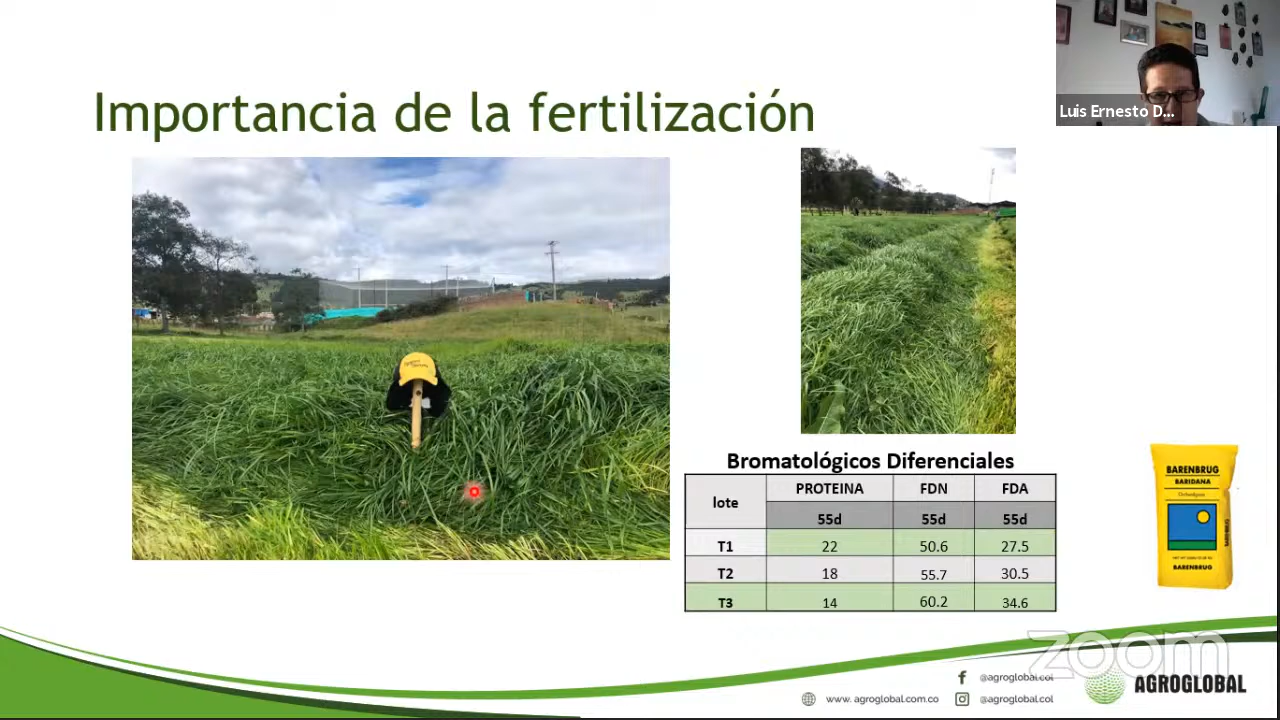 Luis Ernesto D...
Importancia de la fertilización
Bromatológicos Diferenciales
lote PROTEINA FDN FDA
55d 55d 55d
T1 22 50.6 27.5
T2 18 55.7 30.5
T3 14 60.2 34.6
BARENBRUG
BARIDANA
BARENBRUG
BARENBRUG
zoom
@agroglobal.col
www. agroglobal.com.co @agroglobal.col
AGROGLOBAL